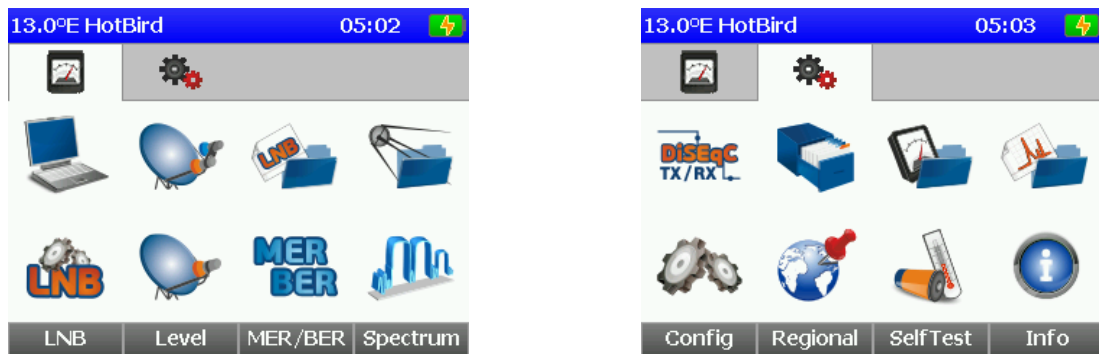 13.0ºE HotBird 05:02
LNB
LNB
MER
BER
LNB Level MER/BER Spectrum
13.0ºE HotBird 05:03
DiSEqC
TX/RX
i
Config Regional SelfTest Info